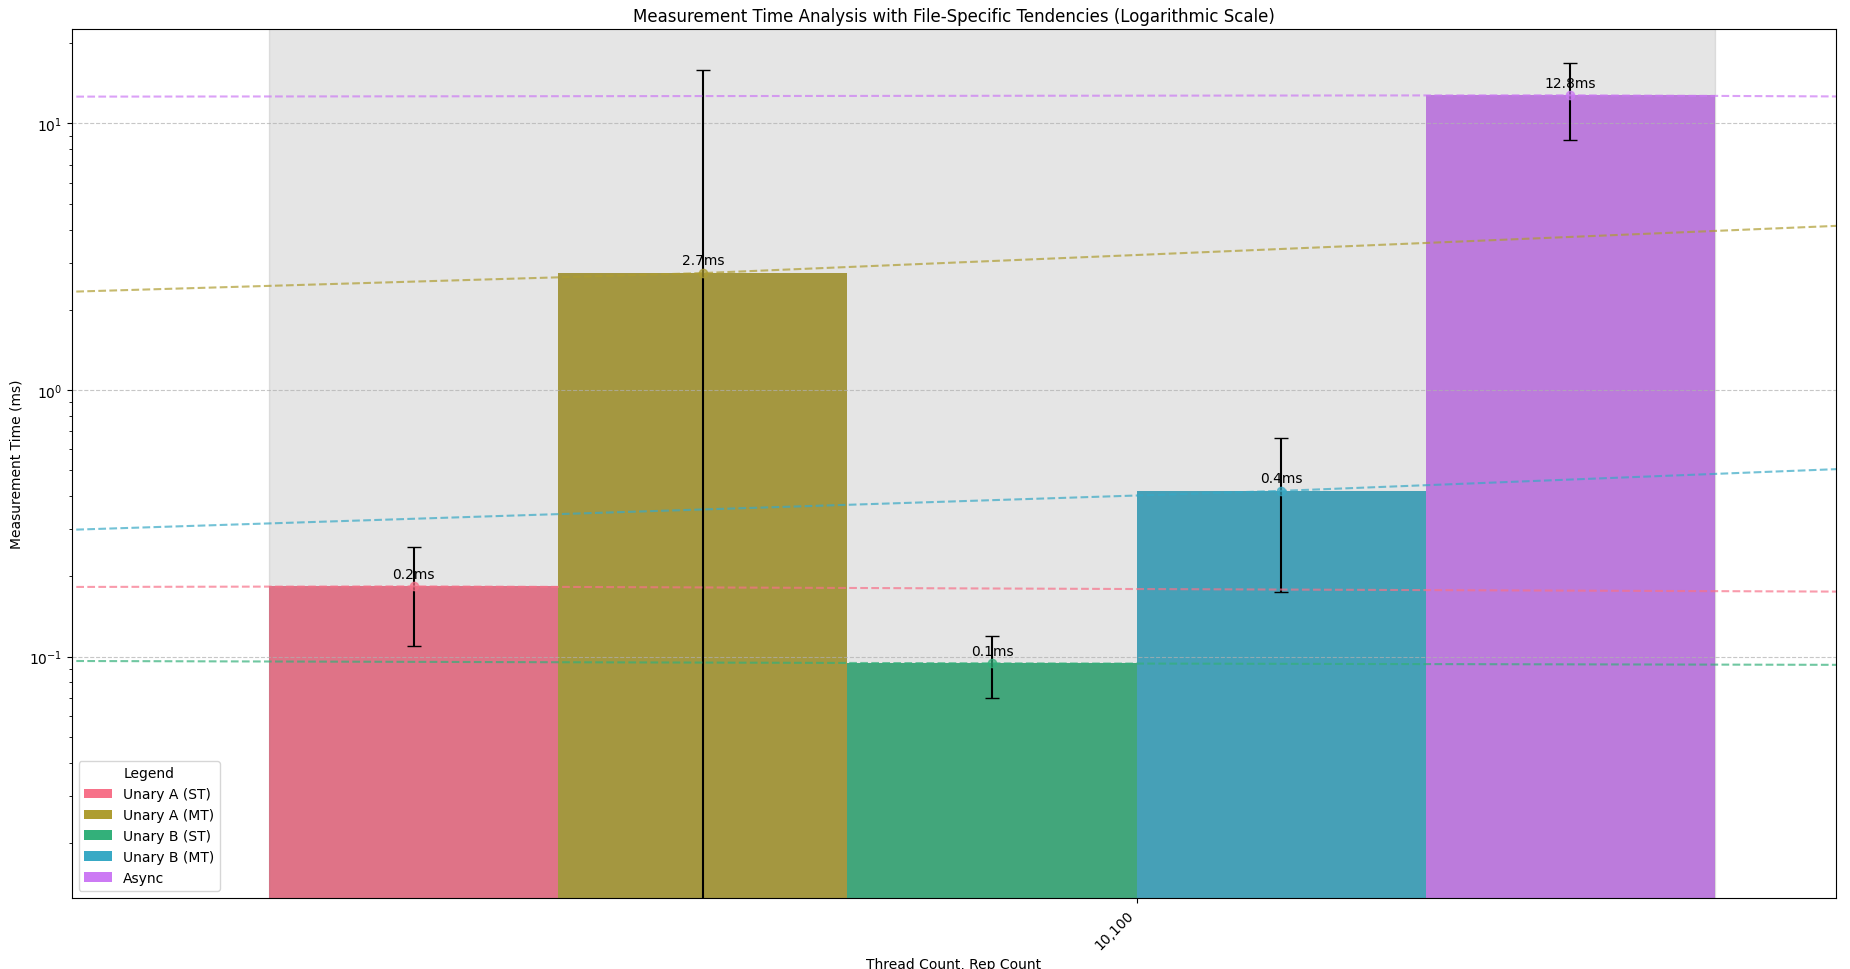 Measurement Time Analysis with File-Specific Tendencies (Logarithmic Scale)
Measurement Time (ms)
10¹
10⁰
10⁻¹
0.2ms
2.7ms
0.1ms
0.4ms
12.8ms
Legend
Unary A (ST)
Unary A (MT)
Unary B (ST)
Unary B (MT)
Async
10,100
Thread Count, Rep Count